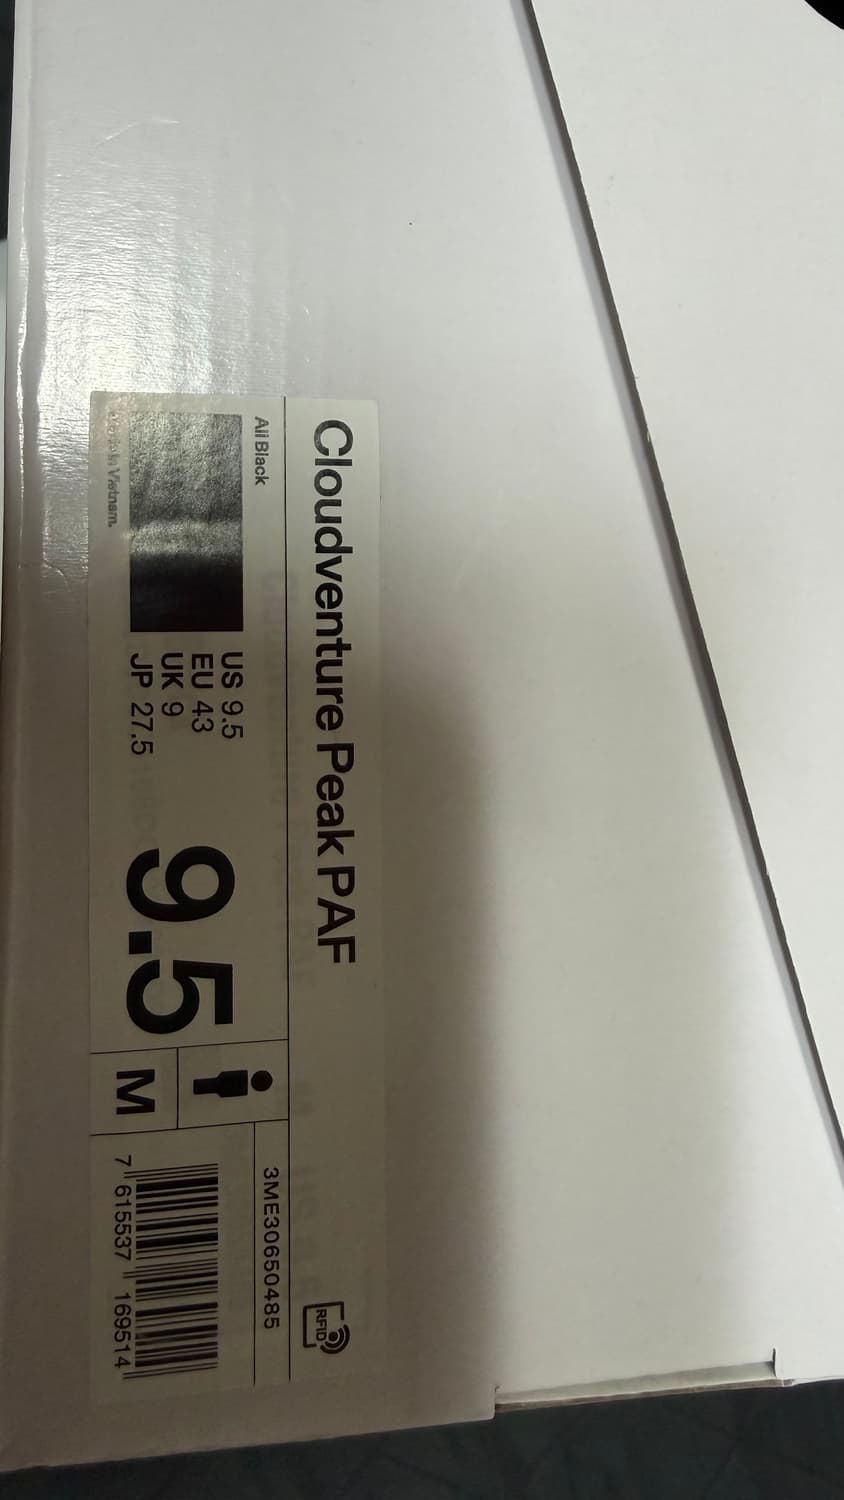 Cloudventure Peak PAF
RFID
All Black
Made in Vietnam.
US 9.5
EU 43
UK 9
JP 27.5
9.5
M
3ME30650485
7 615537 169514